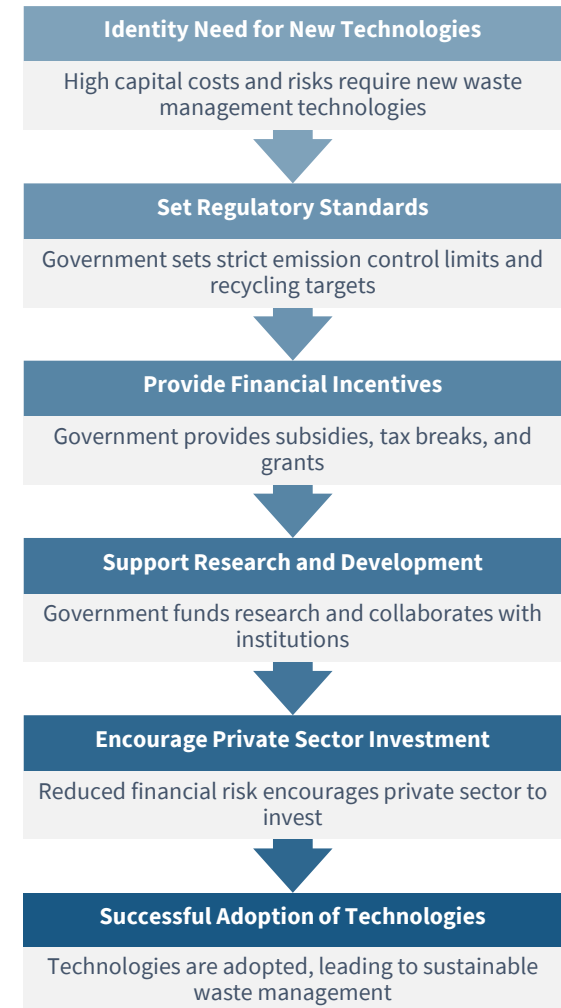 Identity Need for New Technologies
High capital costs and risks require new waste
management technologies
Set Regulatory Standards
Government sets strict emission control limits and
recycling targets
Provide Financial Incentives
Government provides subsidies, tax breaks, and
grants
Support Research and Development
Government funds research and collaborates with
institutions
Encourage Private Sector Investment
Reduced financial risk encourages private sector to
invest
Successful Adoption of Technologies
Technologies are adopted, leading to sustainable
waste management